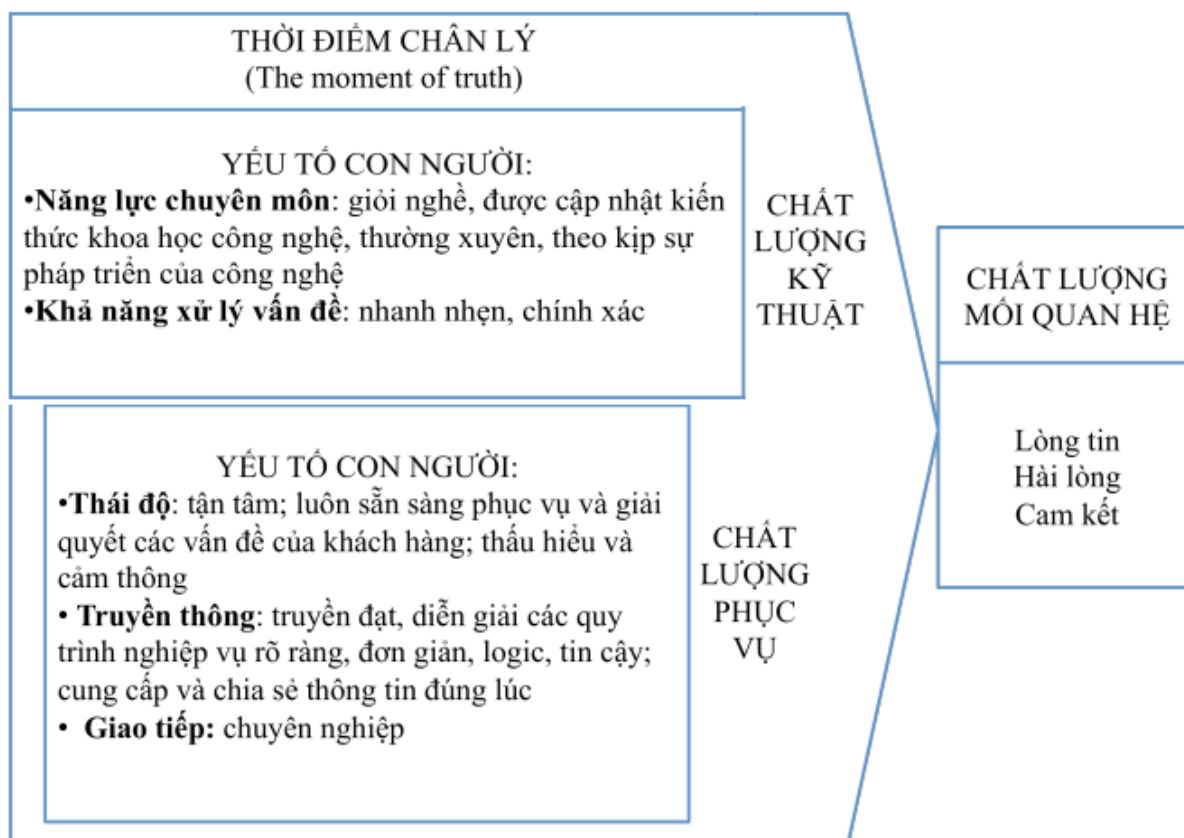 THỜI ĐIỂM CHÂN LÝ
(The moment of truth)
YẾU TỐ CON NGƯỜI:
•Năng lực chuyên môn: giỏi nghề, được cập nhật kiến
thức khoa học công nghệ, thường xuyên, theo kịp sự
pháp triển của công nghệ
•Khả năng xử lý vấn đề: nhanh nhẹn, chính xác
CHẤT
LƯỢNG
KỸ
THUẬT
YẾU TỐ CON NGƯỜI:
•Thái độ: tận tâm; luôn sẵn sàng phục vụ và giải
quyết các vấn đề của khách hàng; thấu hiểu và
cảm thông
• Truyền thông: truyền đạt, diễn giải các quy
trình nghiệp vụ rõ ràng, đơn giản, logic, tin cậy;
cung cấp và chia sẻ thông tin đúng lúc
• Giao tiếp: chuyên nghiệp
CHẤT
LƯỢNG
PHỤC
VỤ
CHẤT LƯỢNG
MỐI QUAN HỆ
Lòng tin
Hài lòng
Cam kết